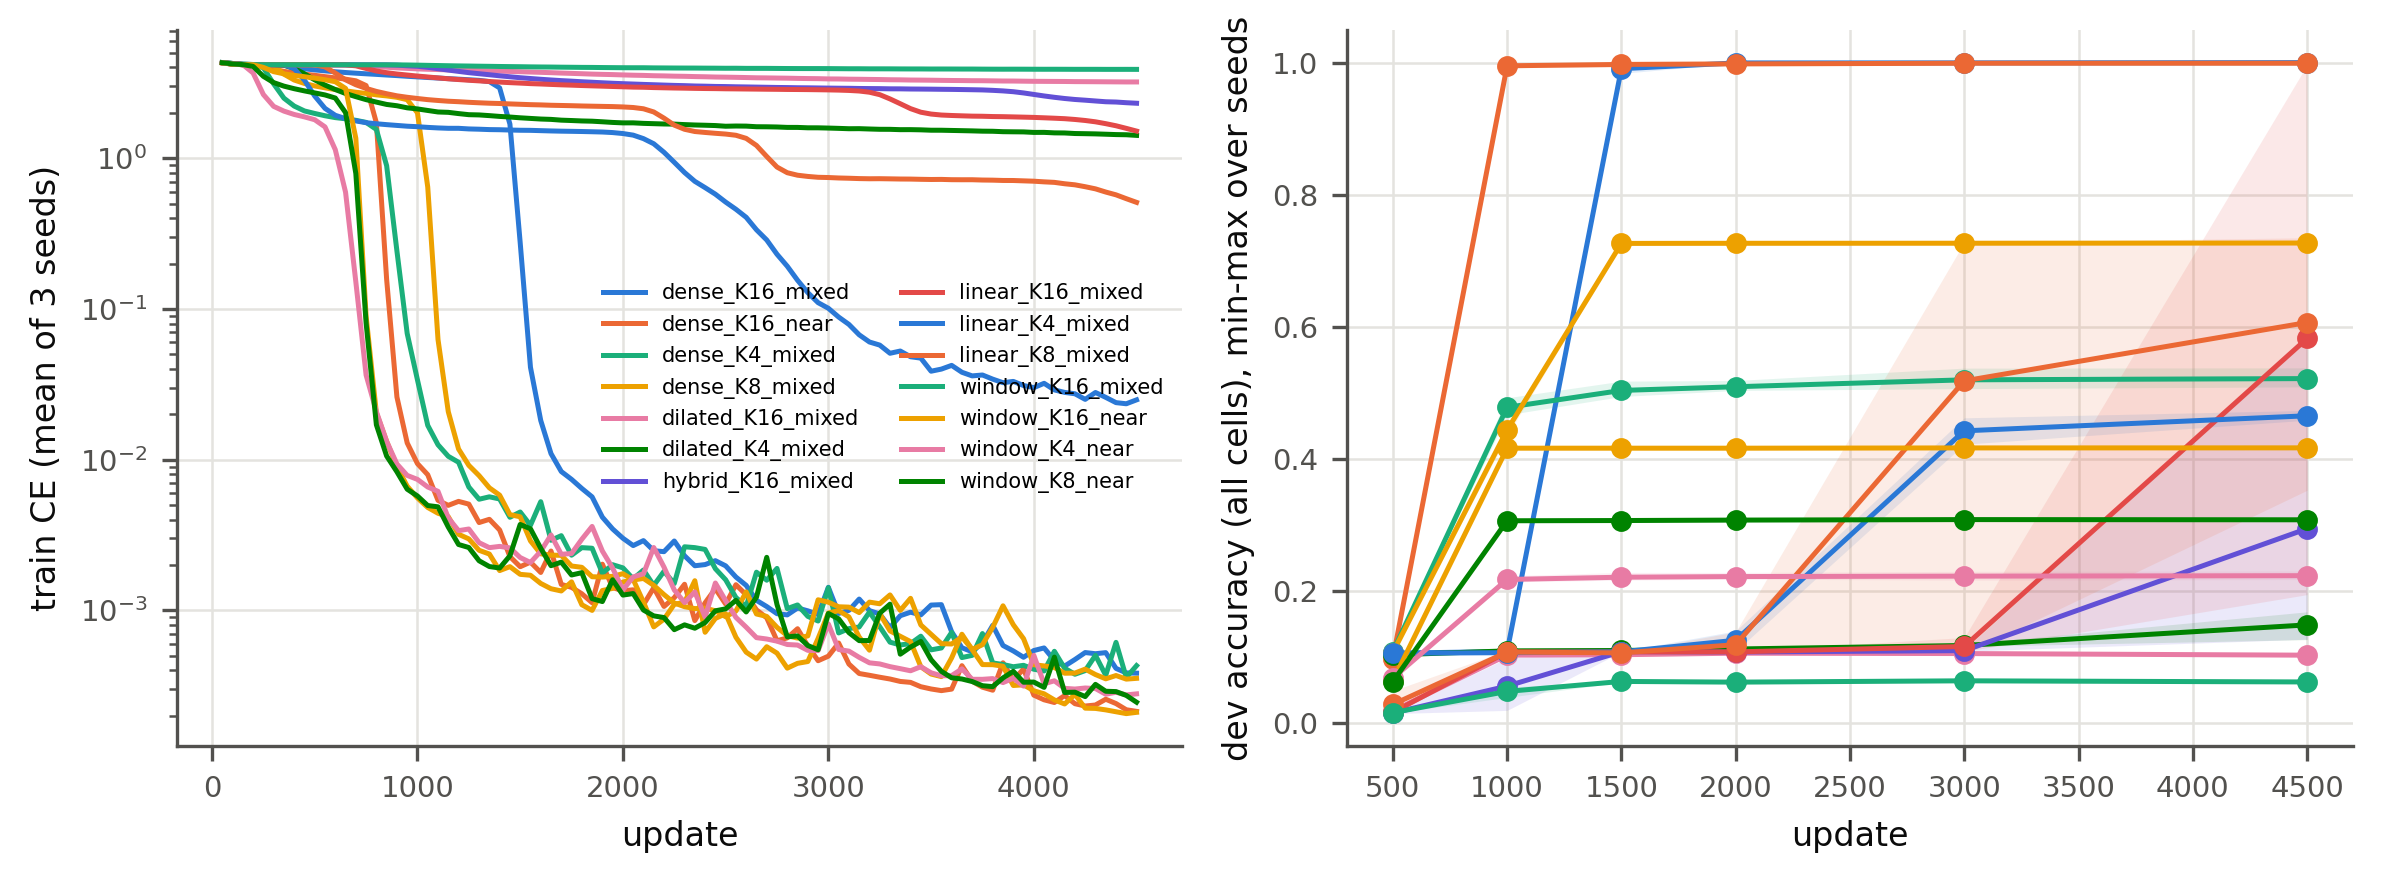 train CE (mean of 3 seeds)
10⁰
10⁻¹
10⁻²
10⁻³
dense_K16_mixed
dense_K16_near
dense_K4_mixed
dense_K8_mixed
dilated_K16_mixed
dilated_K4_mixed
hybrid_K16_mixed
linear_K16_mixed
linear_K4_mixed
linear_K8_mixed
window_K16_mixed
window_K16_near
window_K4_near
window_K8_near
0 1000 2000 3000 4000
update
dev accuracy (all cells), min-max over seeds
1.0
0.8
0.6
0.4
0.2
0.0
500 1000 1500 2000 2500 3000 3500 4000 4500
update